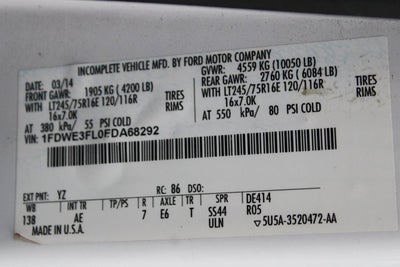 INCOMPLETE VEHICLE MFD. BY FORD MOTOR COMPANY
DATE: 03/14 GVWR: 4559 KG (10050 LB)
FRONT GAWR: 1905 KG (4200 LB) REAR GAWR: 2760 KG (6084 LB)
WITH LT245/75R16E 120/116R TIRES WITH LT245/75R16E 120/116R TIRES
16x7.0K RIMS 16x7.0K RIMS
AT 380 kPa/ 55 PSI COLD AT 550 kPa/ 80 PSI COLD
VIN: 1FDWE3FL0FDA68292
EXT PNT: YZ RC: 86 DSO:
WB INT TR TP/PS R AXLE TR SPR DE414
138 AE 7 E6 T SS44 R05
ULN 5U5A-3520472-AA
MADE IN U.S.A.